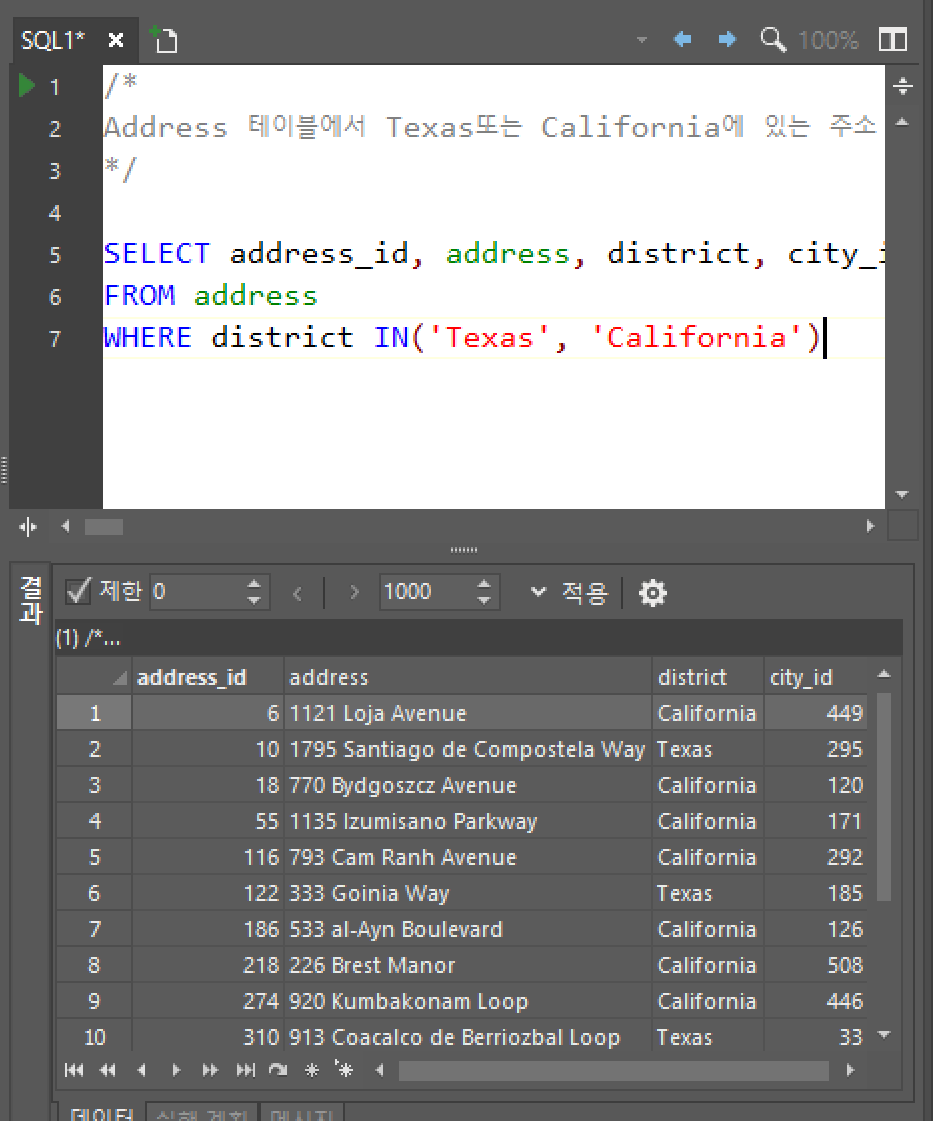 SQL1*
100%
1 /*
2 Address 테이블에서 Texas또는 California에 있는 주소
3 */
4
5 SELECT address_id, address, district, city_i
6 FROM address
7 WHERE district IN('Texas', 'California')
결과
제한 0 1000 적용
(1) /*...
address_id address district city_id
1 6 1121 Loja Avenue California 449
2 10 1795 Santiago de Compostela Way Texas 295
3 18 770 Bydgoszcz Avenue California 120
4 55 1135 Izumisano Parkway California 171
5 116 793 Cam Ranh Avenue California 292
6 122 333 Goinia Way Texas 185
7 186 533 al-Ayn Boulevard California 126
8 218 226 Brest Manor California 508
9 274 920 Kumbakonam Loop California 446
10 310 913 Coacalco de Berriozbal Loop Texas 33
데이터 실행 계획 메시지